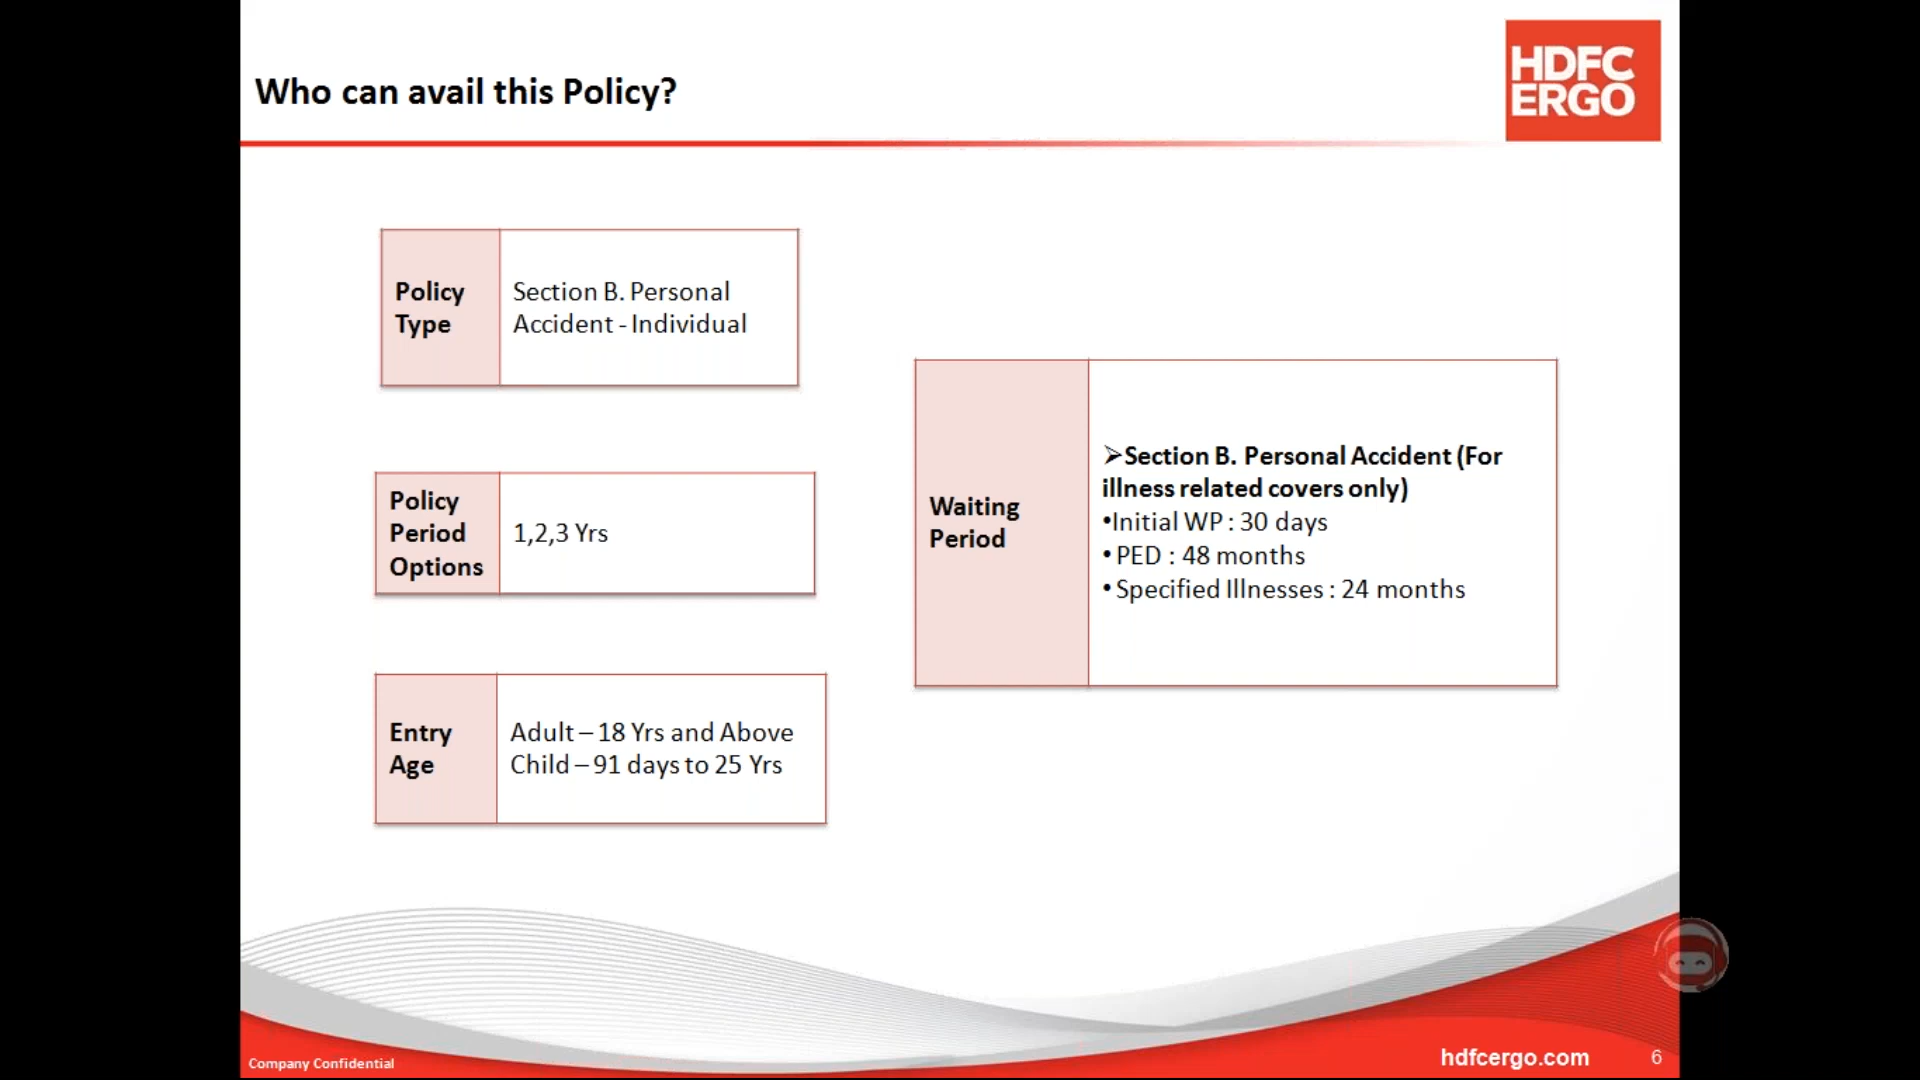 Who can avail this Policy?
HDFC
ERGO
Policy
Type
Section B. Personal
Accident - Individual
Policy
Period
Options
1,2,3 Yrs
Entry
Age
Adult – 18 Yrs and Above
Child – 91 days to 25 Yrs
Waiting
Period
➢Section B. Personal Accident (For
illness related covers only)
•Initial WP : 30 days
• PED : 48 months
• Specified Illnesses : 24 months
Company Confidential
hdfcergo.com
6